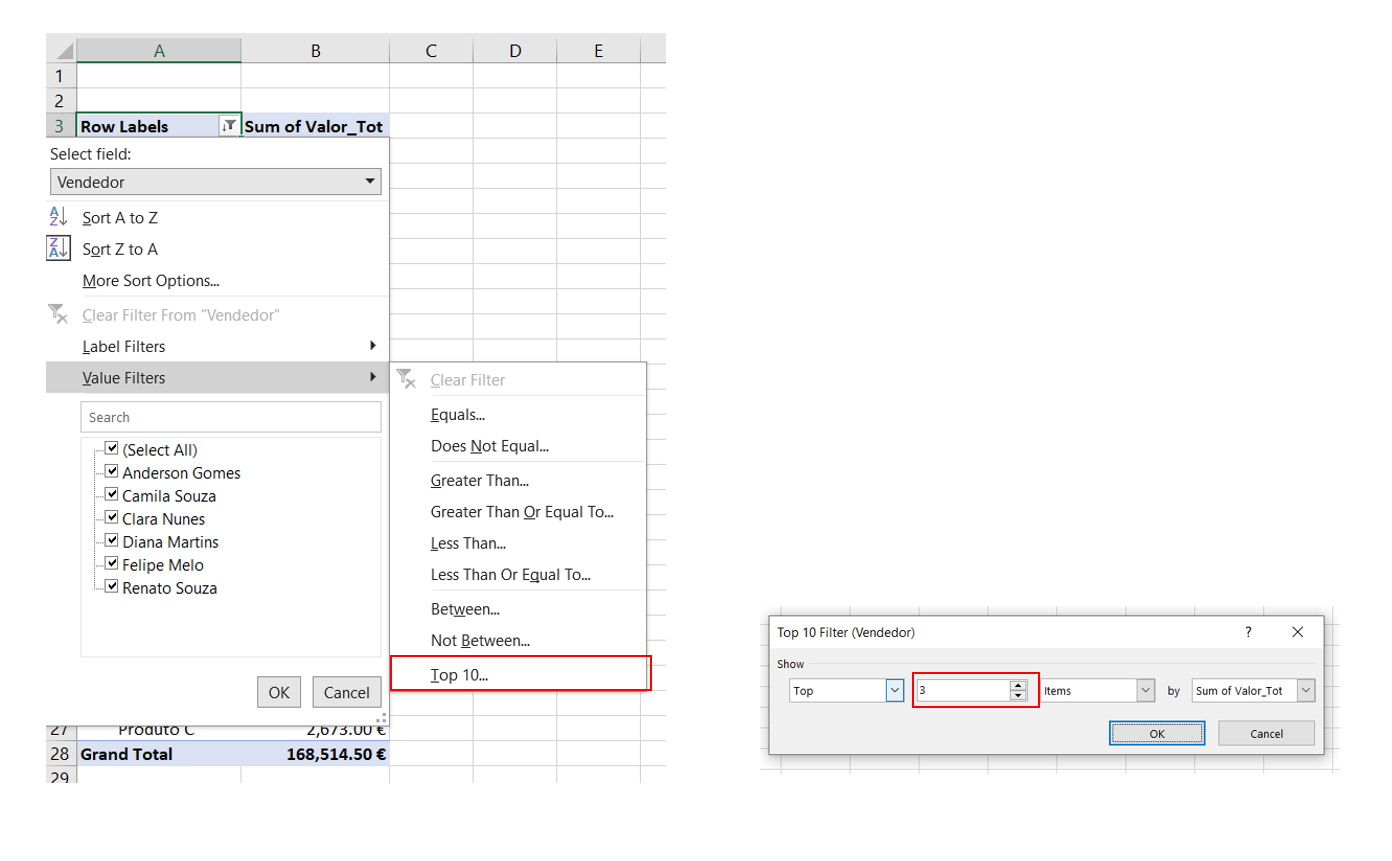 A B C D E
1
2
3 Row Labels Sum of Valor_Tot
Select field:
Vendedor
Sort A to Z
Sort Z to A
More Sort Options...
Clear Filter From "Vendedor"
Label Filters
Value Filters
Search
(Select All)
Anderson Gomes
Camila Souza
Clara Nunes
Diana Martins
Felipe Melo
Renato Souza
OK Cancel
Clear Filter
Equals...
Does Not Equal...
Greater Than...
Greater Than Or Equal To...
Less Than...
Less Than Or Equal To...
Between...
Not Between...
Top 10...
27 Produto C 2,673.00 €
28 Grand Total 168,514.50 €
29
Top 10 Filter (Vendedor) ?
Show
Top 3 Items by Sum of Valor_Tot
OK Cancel